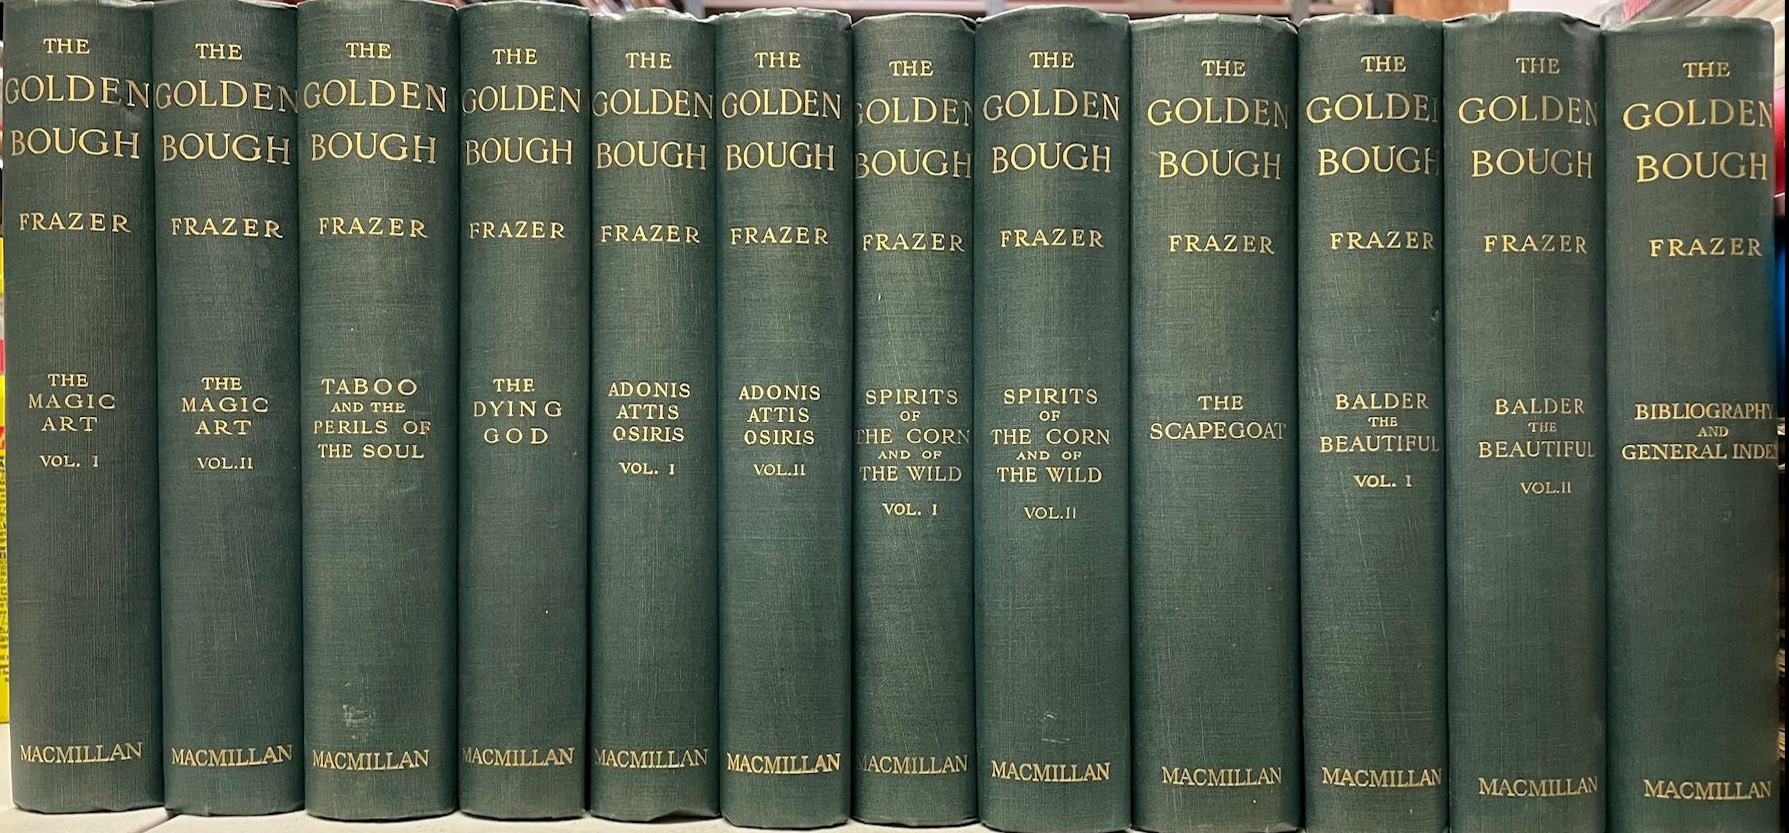 THE
GOLDEN
BOUGH
FRAZER
THE
MAGIC
ART
VOL. I
MACMILLAN
THE
GOLDEN
BOUGH
FRAZER
THE
MAGIC
ART
VOL.II
MACMILLAN
THE
GOLDEN
BOUGH
FRAZER
TABOO
AND THE
PERILS OF
THE SOUL
MACMILLAN
THE
GOLDEN
BOUGH
FRAZER
THE
DYING
GOD
MACMILLAN
THE
GOLDEN
BOUGH
FRAZER
ADONIS
ATTIS
OSIRIS
VOL. I
MACMILLAN
THE
GOLDEN
BOUGH
FRAZER
ADONIS
ATTIS
OSIRIS
VOL.II
MACMILLAN
THE
GOLDEN
BOUGH
FRAZER
SPIRITS
OF
THE CORN
AND OF
THE WILD
VOL. I
MACMILLAN
THE
GOLDEN
BOUGH
FRAZER
SPIRITS
OF
THE CORN
AND OF
THE WILD
VOL.II
MACMILLAN
THE
GOLDEN
BOUGH
FRAZER
THE
SCAPEGOAT
MACMILLAN
THE
GOLDEN
BOUGH
FRAZER
BALDER
THE
BEAUTIFUL
VOL. I
MACMILLAN
THE
GOLDEN
BOUGH
FRAZER
BALDER
THE
BEAUTIFUL
VOL.II
MACMILLAN
THE
GOLDEN
BOUGH
FRAZER
BIBLIOGRAPHY
AND
GENERAL INDEX
MACMILLAN